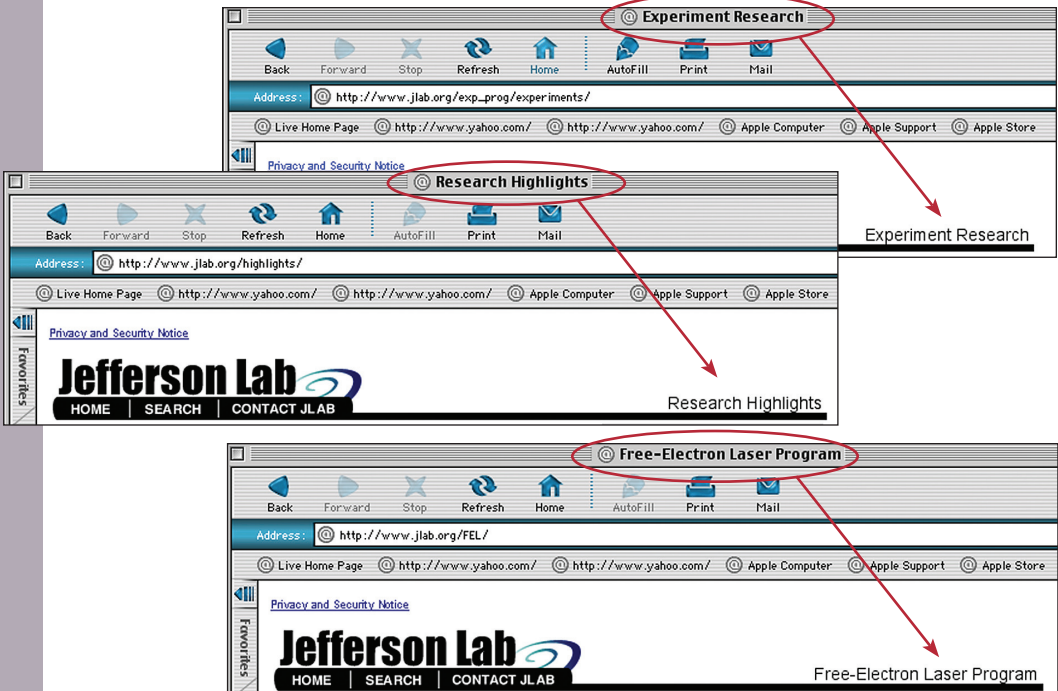 Experiment Research
Back Forward Stop Refresh Home AutoFill Print Mail
Address: http://www.jlab.org/exp_prog/experiments/
Live Home Page http://www.yahoo.com/ http://www.yahoo.com/ Apple Computer Apple Support Apple Store
Privacy and Security Notice
Experiment Research
Research Highlights
Back Forward Stop Refresh Home AutoFill Print Mail
Address: http://www.jlab.org/highlights/
Live Home Page http://www.yahoo.com/ http://www.yahoo.com/ Apple Computer Apple Support Apple Store
Favorites
Privacy and Security Notice
Jefferson Lab
HOME | SEARCH | CONTACT JLAB
Research Highlights
Free-Electron Laser Program
Back Forward Stop Refresh Home AutoFill Print Mail
Address: http://www.jlab.org/FEL/
Live Home Page http://www.yahoo.com/ http://www.yahoo.com/ Apple Computer Apple Support Apple Store
Favorites
Privacy and Security Notice
Jefferson Lab
HOME | SEARCH | CONTACT JLAB
Free-Electron Laser Program